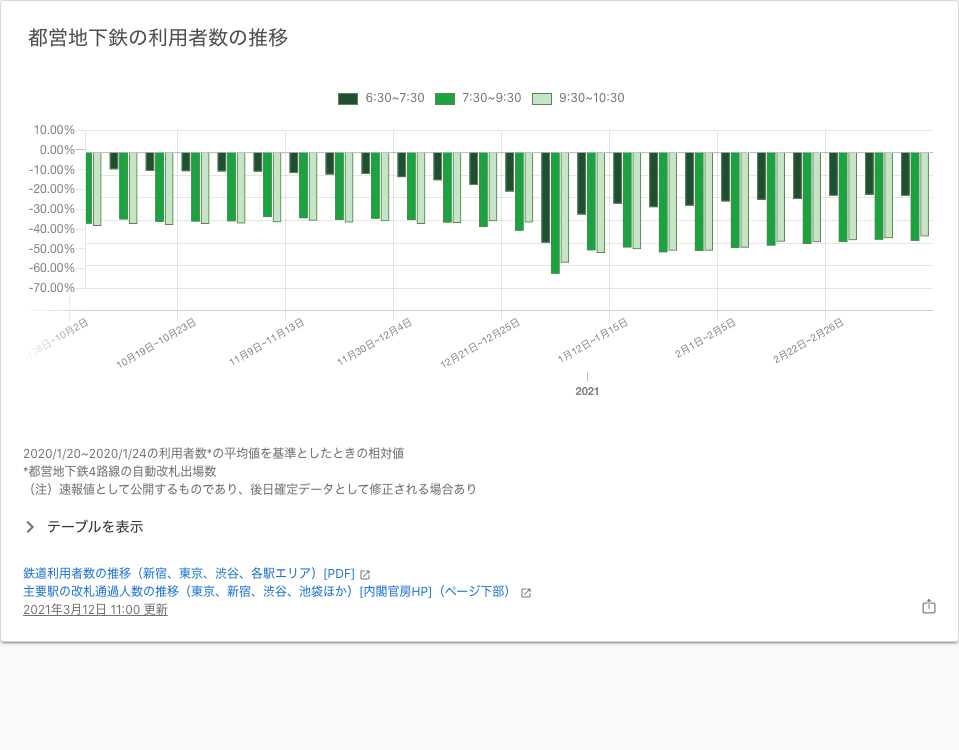 都営地下鉄の利用者数の推移
6:30~7:30 7:30~9:30 9:30~10:30
10.00%
0.00%
-10.00%
-20.00%
-30.00%
-40.00%
-50.00%
-60.00%
-70.00%
28日~10月2日
10月19日~10月23日
11月9日~11月13日
11月30日~12月4日
12月21日~12月25日
1月12日~1月15日
2月1日~2月5日
2月22日~2月26日
2021
2020/1/20~2020/1/24の利用者数*の平均値を基準としたときの相対値
*都営地下鉄4路線の自動改札出場数
（注）速報値として公開するものであり、後日確定データとして修正される場合あり
テーブルを表示
鉄道利用者数の推移（新宿、東京、渋谷、各駅エリア）[PDF]
主要駅の改札通過人数の推移（東京、新宿、渋谷、池袋ほか）[内閣官房HP]（ページ下部）
2021年3月12日 11:00 更新